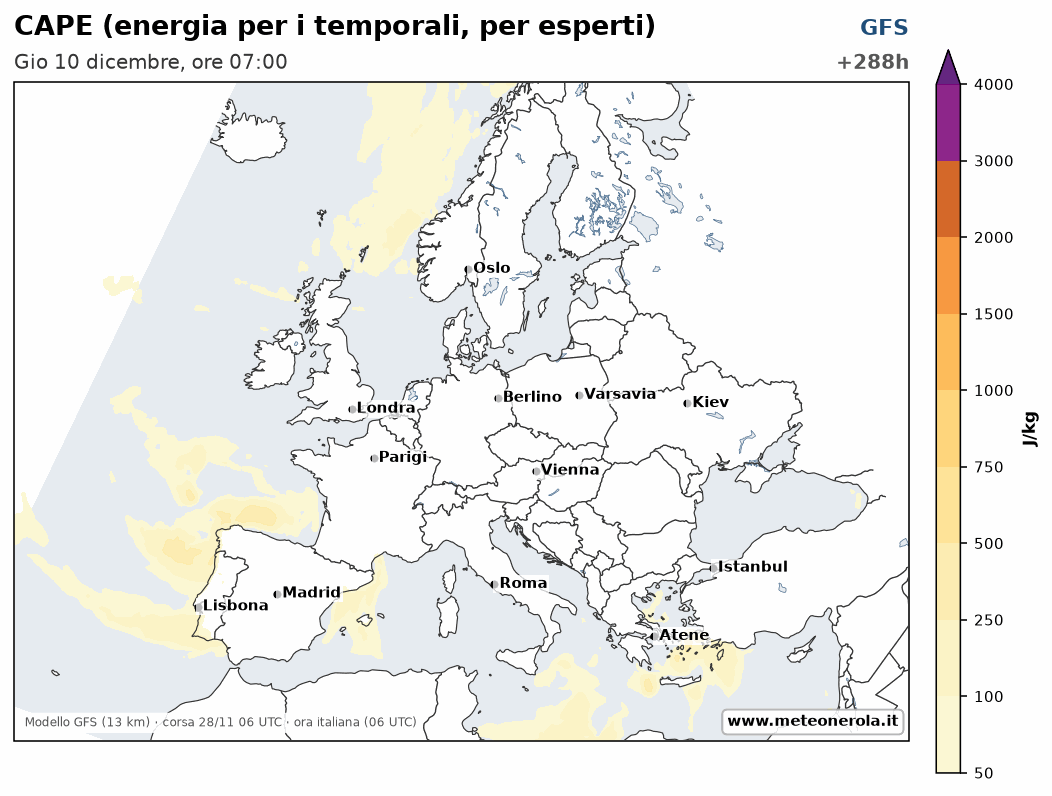 CAPE (energia per i temporali, per esperti)
GFS
Gio 10 dicembre, ore 07:00
+288h
4000
3000
2000
1500
1000
750
500
250
100
50
J/kg
Oslo
Londra
Berlino
Varsavia
Kiev
Parigi
Vienna
Istanbul
Roma
Madrid
Lisbona
Atene
Modello GFS (13 km) · corsa 28/11 06 UTC · ora italiana (06 UTC)
www.meteonerola.it